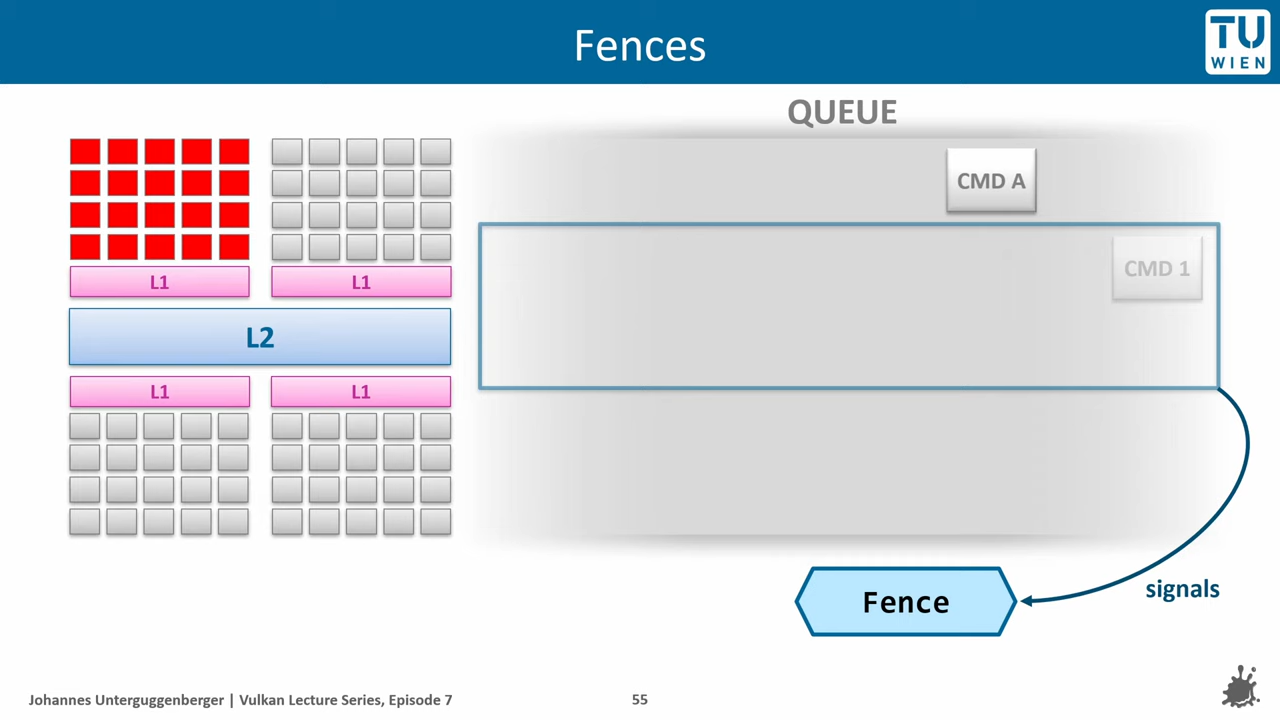 Fences
TU
WIEN
QUEUE
CMD A
CMD 1
L1
L1
L2
L1
L1
Fence
signals
Johannes Unterguggenberger | Vulkan Lecture Series, Episode 7
55